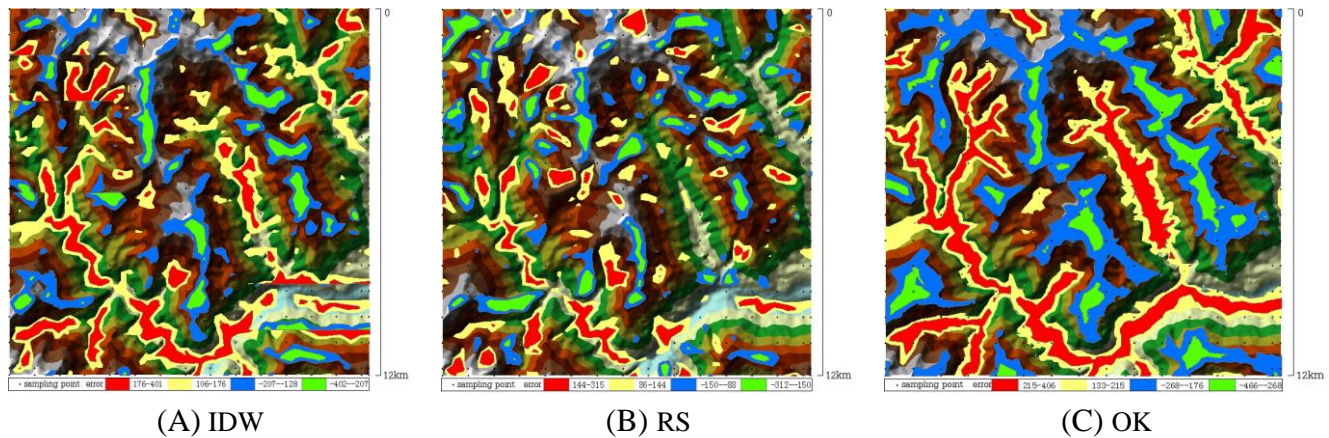 0
12km
• sampling point error 176-401 106-176 -207--128 -402--207
(A) IDW
0
12km
• sampling point error 144-315 86-144 -150--88 -312--150
(B) RS
0
12km
• sampling point error 215-406 133-215 -268--176 -466--268
(C) OK